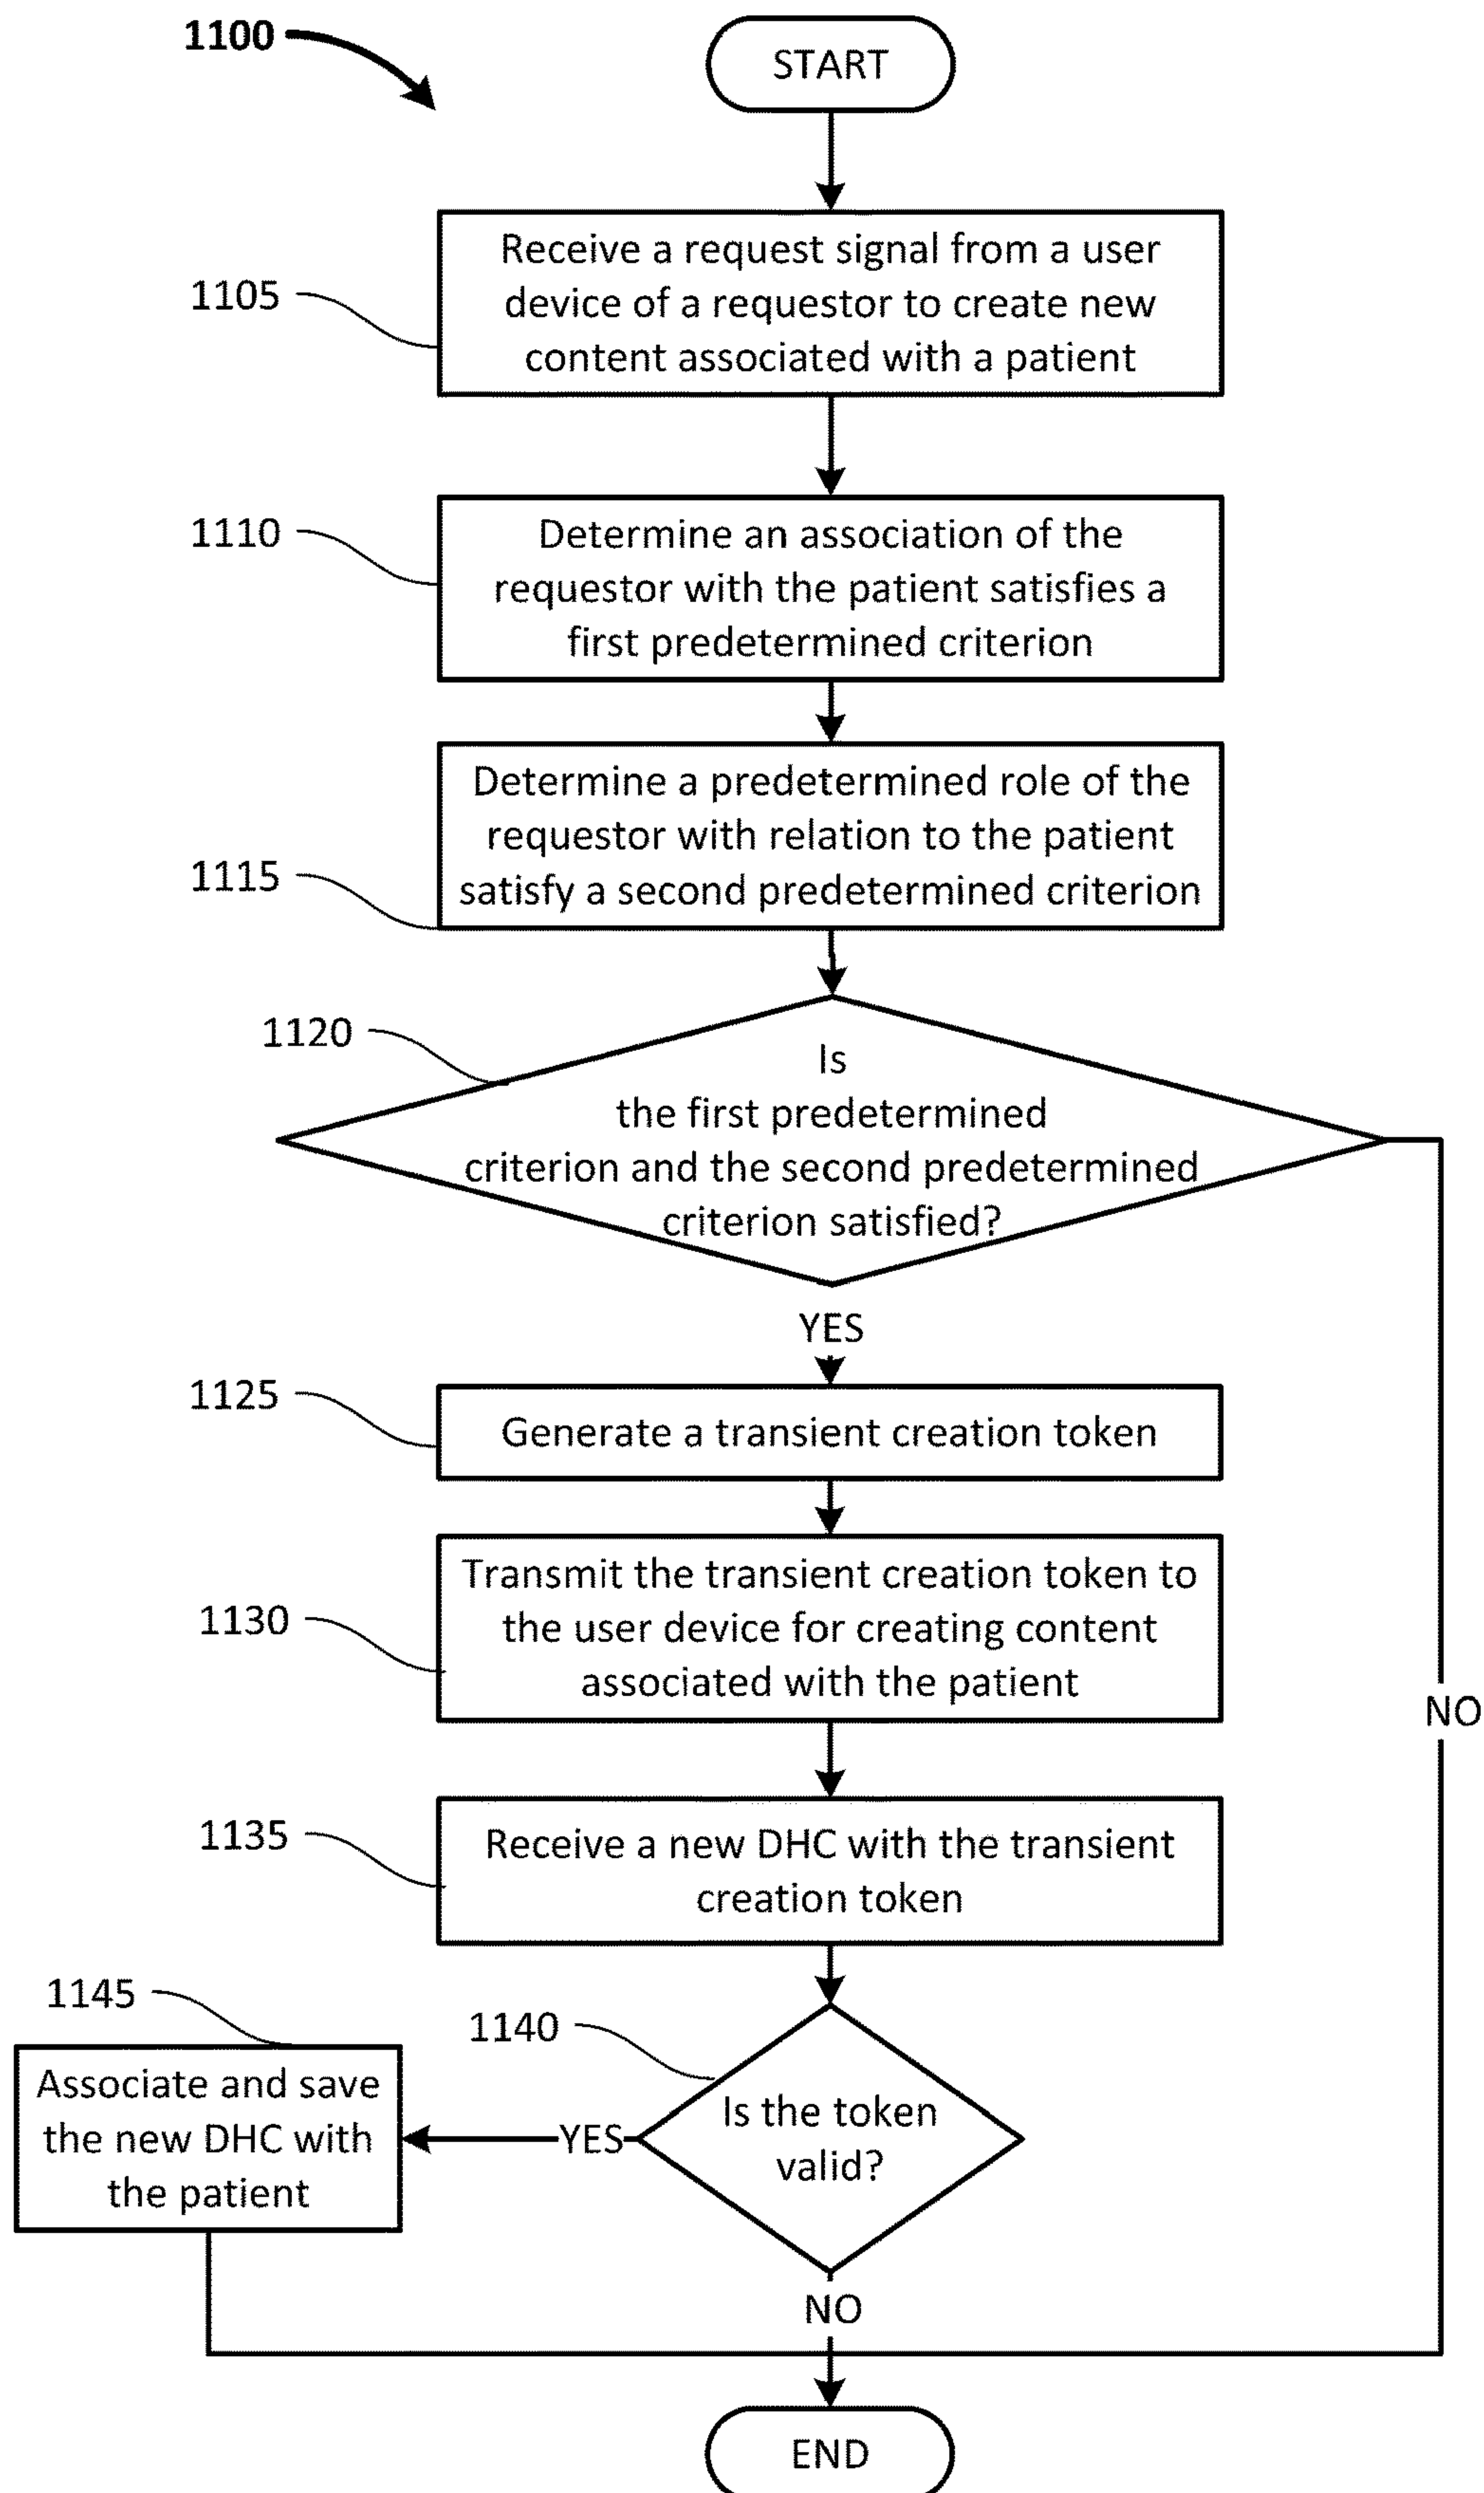 1100
START
1105
Receive a request signal from a user
device of a requestor to create new
content associated with a patient
1110
Determine an association of the
requestor with the patient satisfies a
first predetermined criterion
1115
Determine a predetermined role of the
requestor with relation to the patient
satisfy a second predetermined criterion
1120
Is
the first predetermined
criterion and the second predetermined
criterion satisfied?
YES
1125
Generate a transient creation token
1130
Transmit the transient creation token to
the user device for creating content
associated with the patient
NO
1135
Receive a new DHC with the transient
creation token
1145
Associate and save
the new DHC with
the patient
1140
YES
Is the token
valid?
NO
END